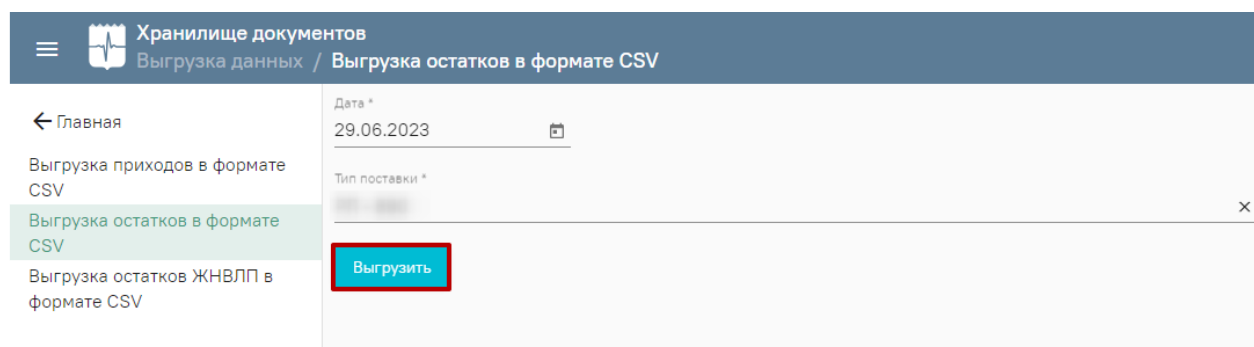 Хранилище документов
Выгрузка данных / Выгрузка остатков в формате CSV
Главная
Выгрузка приходов в формате
CSV
Выгрузка остатков в формате
CSV
Выгрузка остатков ЖНВЛП в
формате CSV
Дата *
29.06.2023
Тип поставки *
Выгрузить